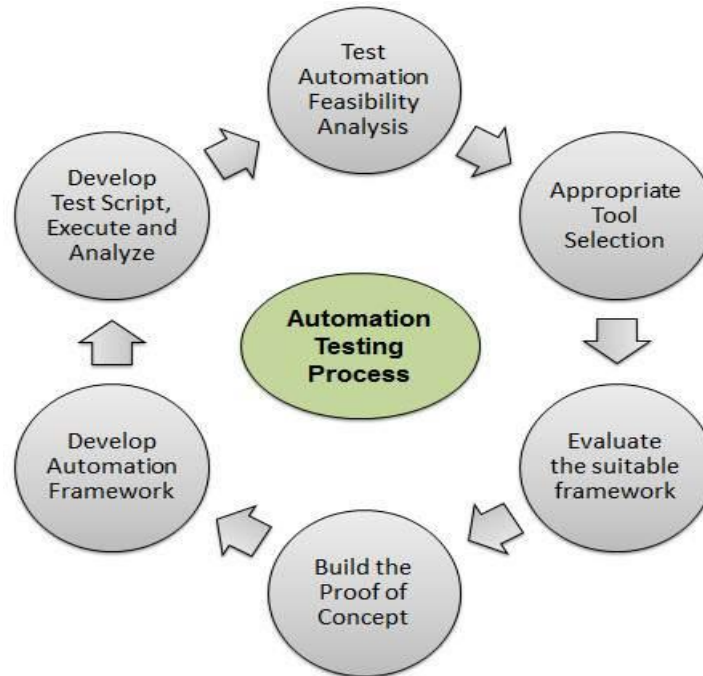 Test
Automation
Feasibility
Analysis
Appropriate
Tool
Selection
Evaluate
the suitable
framework
Build the
Proof of
Concept
Develop
Automation
Framework
Develop
Test Script,
Execute and
Analyze
Automation
Testing
Process